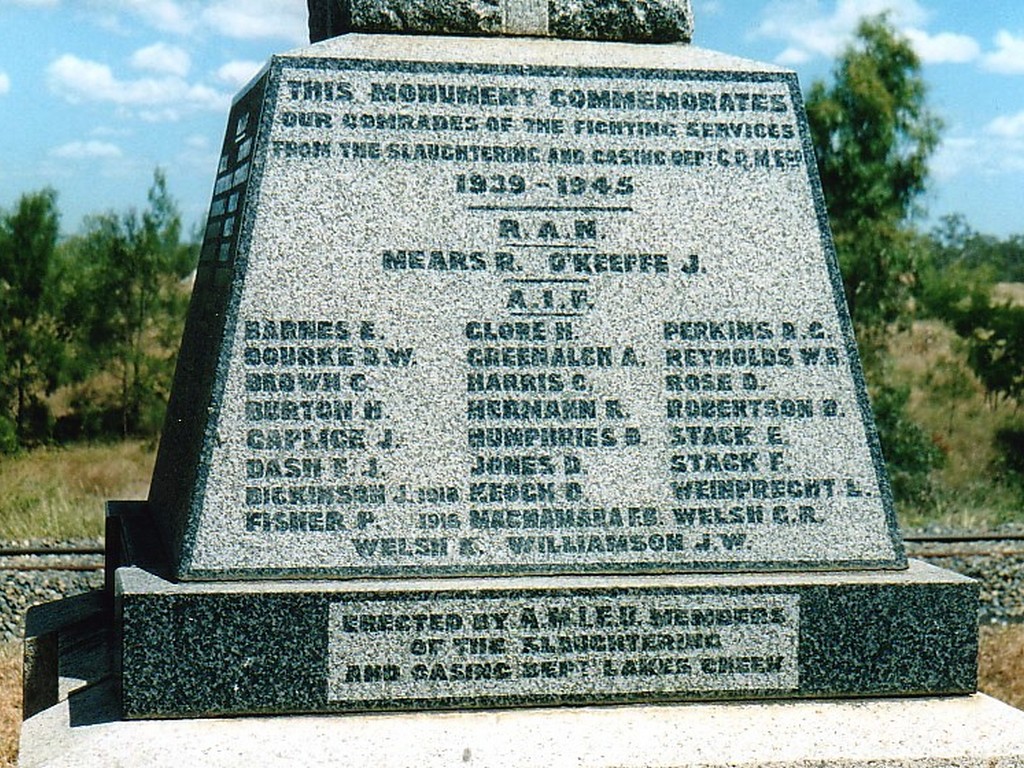 THIS MONUMENT COMMEMORATES
OUR COMRADES OF THE FIGHTING SERVICES
FROM THE SLAUGHTERING AND CASING DEPT C.Q.M.E.CO
1939 - 1945
R.A.N.
MEARS R. O'KEEFFE J.
A.I.F.
BARNES E. GLORE H. PERKINS A.G.
BOURKE B.W. GREENALGH A. REYNOLDS W.B
BROWN C. HARRIS C. ROSE D.
BURTON H. HERMANN R. ROBERTSON D.
CAPLICE J. HUMPHRIES D. STACK E.
DASH E.J. JONES D. STACK F.
DICKINSON J. 1918 KEOGH D. WEINPRECHT L.
FISHER P. 1918 MACNAMARA F.D. WELSH G.R.
WELSH K. WILLIAMSON J.W.
ERECTED BY A.M.I.E.U. MEMBERS
OF THE SLAUGHTERING
AND CASING DEPT LAKES CREEK